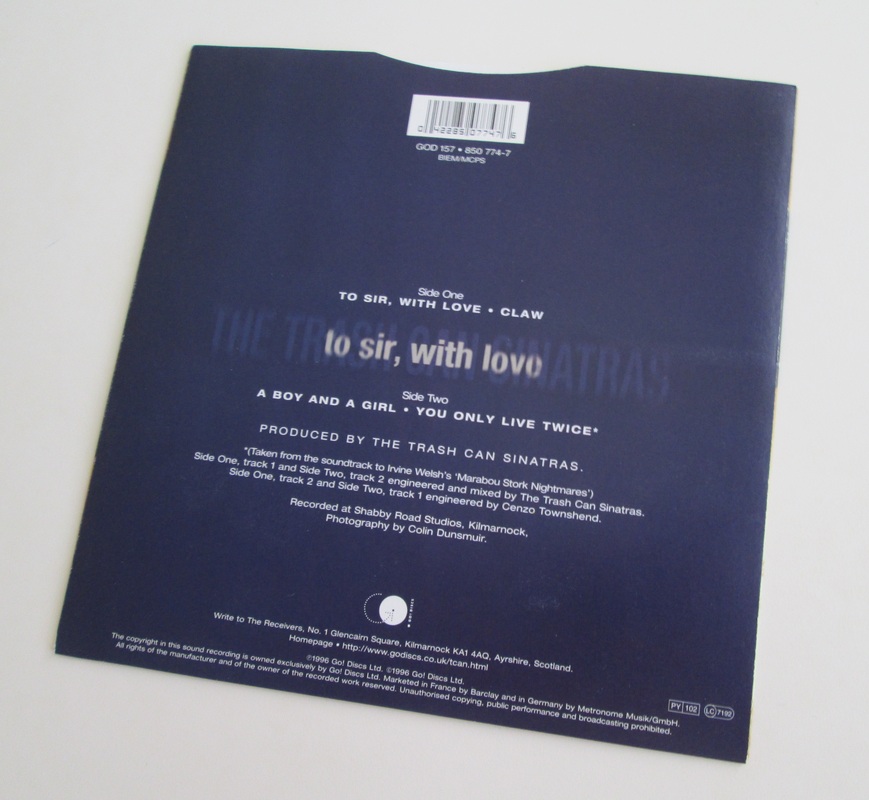 0 42285 07747 6
GOD 157 • 850 774-7
BIEM/MCPS
Side One
TO SIR, WITH LOVE • CLAW
THE TRASH CAN SINATRAS
to sir, with love
Side Two
A BOY AND A GIRL • YOU ONLY LIVE TWICE*
PRODUCED BY THE TRASH CAN SINATRAS.
*(Taken from the soundtrack to Irvine Welsh's 'Marabou Stork Nightmares')
Side One, track 1 and Side Two, track 2 engineered and mixed by The Trash Can Sinatras.
Side One, track 2 and Side Two, track 1 engineered by Cenzo Townshend.
Recorded at Shabby Road Studios, Kilmarnock,
Photography by Colin Dunsmuir.
Write to The Receivers, No. 1 Glencairn Square, Kilmarnock KA1 4AQ, Ayrshire, Scotland.
Homepage • http://www.godiscs.co.uk/tcan.html
©1996 Go! Discs Ltd. ©1996 Go! Discs Ltd.
The copyright in this sound recording is owned exclusively by Go! Discs Ltd. Marketed in France by Barclay and in Germany by Metronome Musik/GmbH.
All rights of the manufacturer and of the owner of the recorded work reserved. Unauthorised copying, public performance and broadcasting prohibited.
PY 102 LC 7192